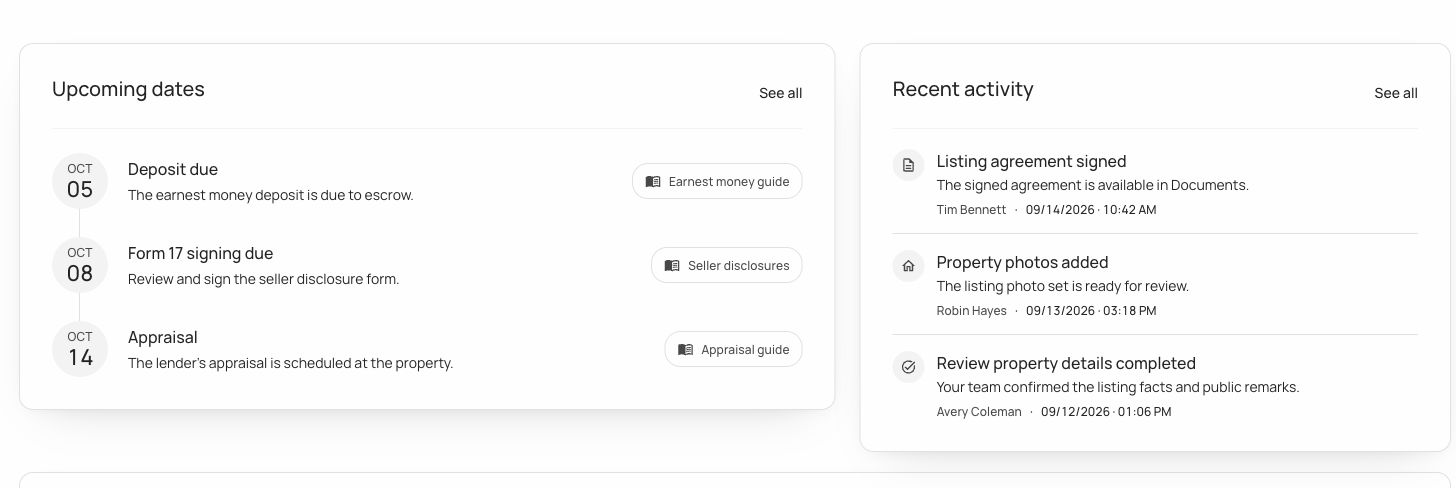 Upcoming dates
See all
OCT
05
Deposit due
The earnest money deposit is due to escrow.
Earnest money guide
OCT
08
Form 17 signing due
Review and sign the seller disclosure form.
Seller disclosures
OCT
14
Appraisal
The lender's appraisal is scheduled at the property.
Appraisal guide
Recent activity
See all
Listing agreement signed
The signed agreement is available in Documents.
Tim Bennett · 09/14/2026 · 10:42 AM
Property photos added
The listing photo set is ready for review.
Robin Hayes · 09/13/2026 · 03:18 PM
Review property details completed
Your team confirmed the listing facts and public remarks.
Avery Coleman · 09/12/2026 · 01:06 PM